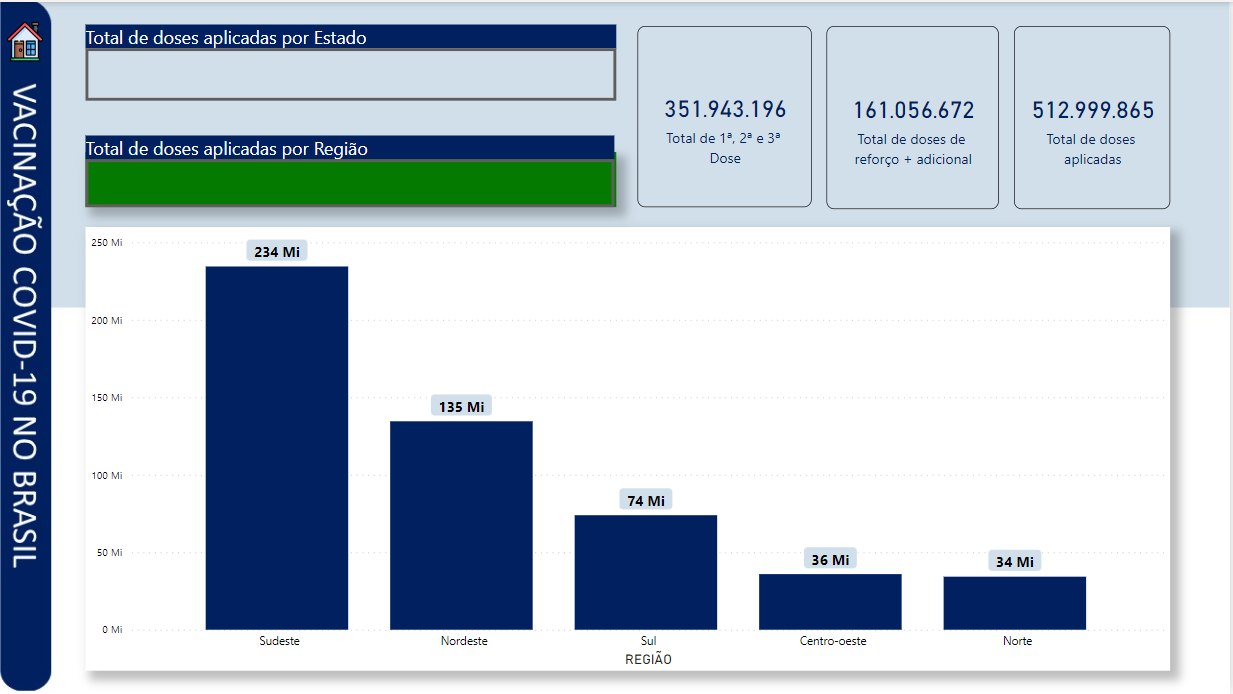 VACINAÇÃO COVID-19 NO BRASIL
Total de doses aplicadas por Estado
Total de doses aplicadas por Região
351.943.196
Total de 1ª, 2ª e 3ª
Dose
161.056.672
Total de doses de
reforço + adicional
512.999.865
Total de doses
aplicadas
250 Mi
200 Mi
150 Mi
100 Mi
50 Mi
0 Mi
234 Mi
135 Mi
74 Mi
36 Mi
34 Mi
Sudeste
Nordeste
Sul
Centro-oeste
Norte
REGIÃO